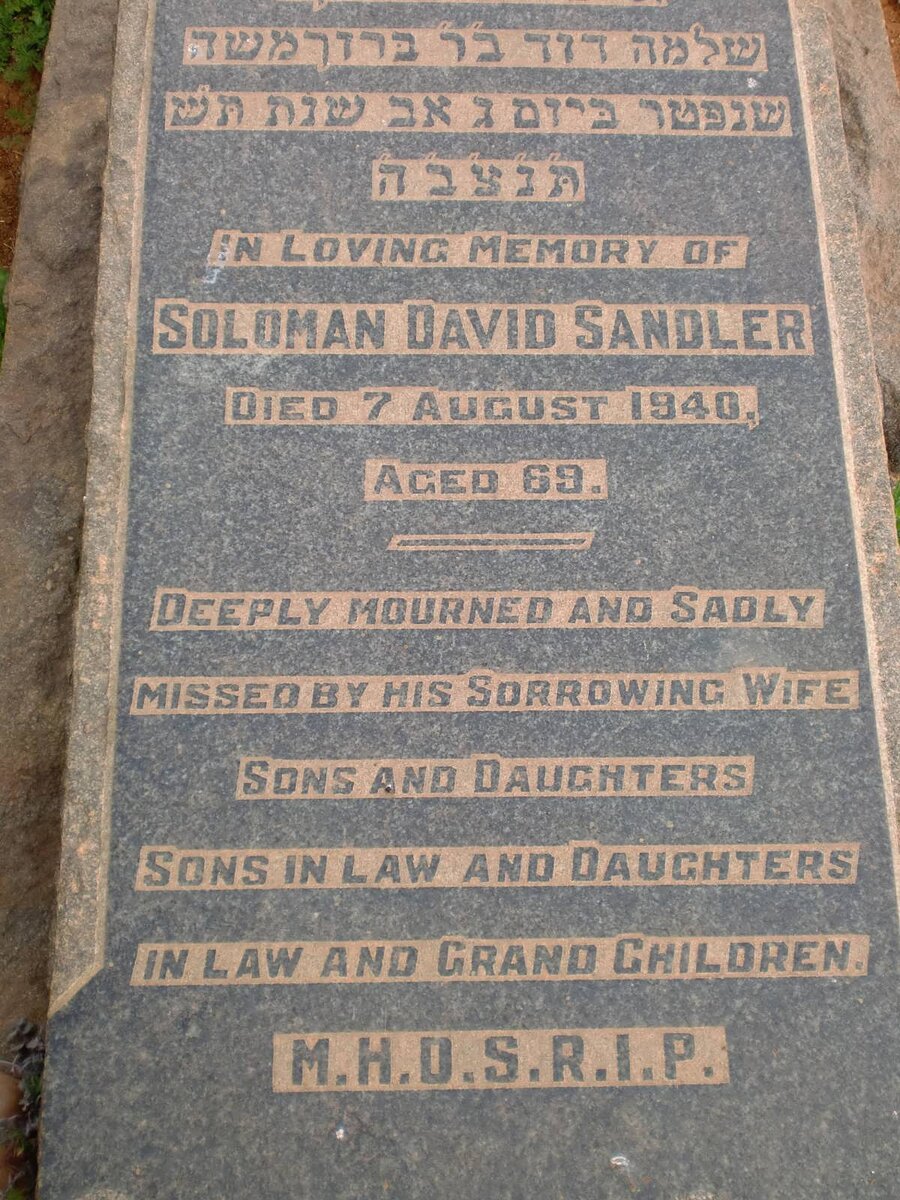 שלמה דוד בר׳ ברוך משה
שנפטר ביום ג אב שנת תש
ת׳נ׳צ׳ב׳ה׳
IN LOVING MEMORY OF
SOLOMAN DAVID SANDLER
DIED 7 AUGUST 1940,
AGED 69.
DEEPLY MOURNED AND SADLY
MISSED BY HIS SORROWING WIFE
SONS AND DAUGHTERS
SONS IN LAW AND DAUGHTERS
IN LAW AND GRAND CHILDREN.
M.H.D.S.R.I.P.